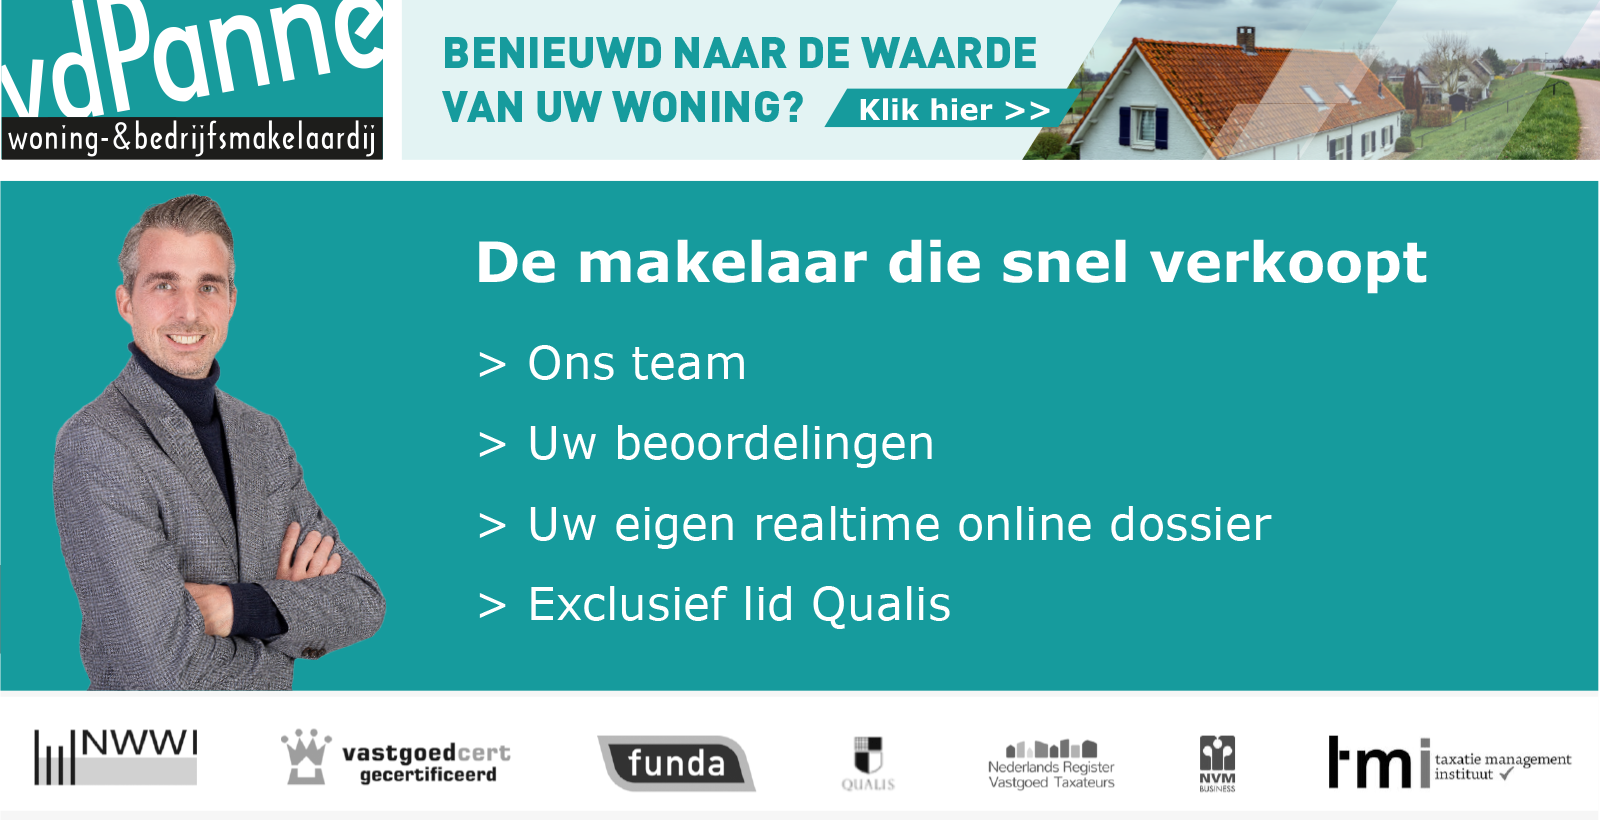 vdPanne
woning-&bedrijfsmakelaardij
BENIEUWD NAAR DE WAARDE
VAN UW WONING?
Klik hier >>
De makelaar die snel verkoopt
> Ons team
> Uw beoordelingen
> Uw eigen realtime online dossier
> Exclusief lid Qualis
NWWI
vastgoedcert
gecertificeerd
funda
QUALIS
Nederlands Register
Vastgoed Taxateurs
NVM
BUSINESS
tmi
taxatie management
instituut